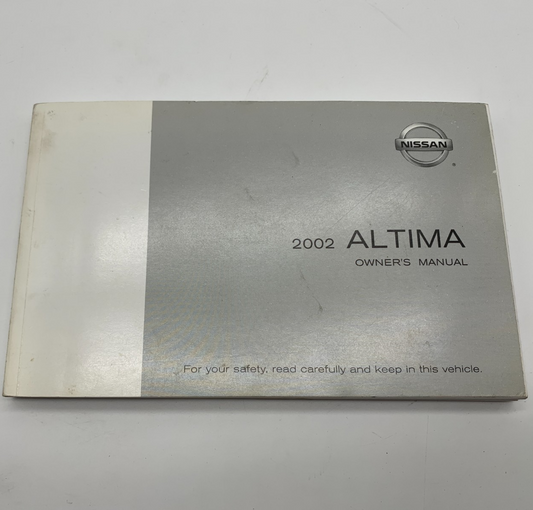 NISSAN
2002 ALTIMA
OWNER'S MANUAL
For your safety, read carefully and keep in this vehicle.